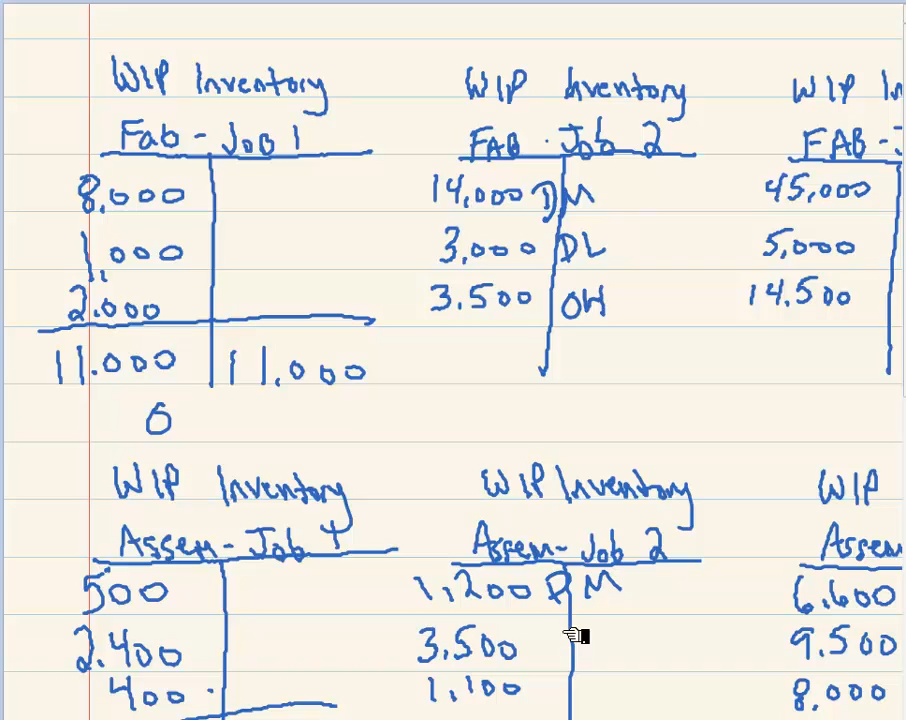 WIP Inventory
Fab - Job 1
8,000
1,000
2,000
11,000 11,000
0
WIP Inventory
FAB - Job 2
14,000 DM
3,000 DL
3,500 OH
WIP In
FAB -
45,000
5,000
14,500
WIP Inventory
Assem - Job
500
2,400
400
WIP Inventory
Assem - Job 2
1,200 DM
3,500
1,100
WIP
Assem
6,600
9,500
8,000